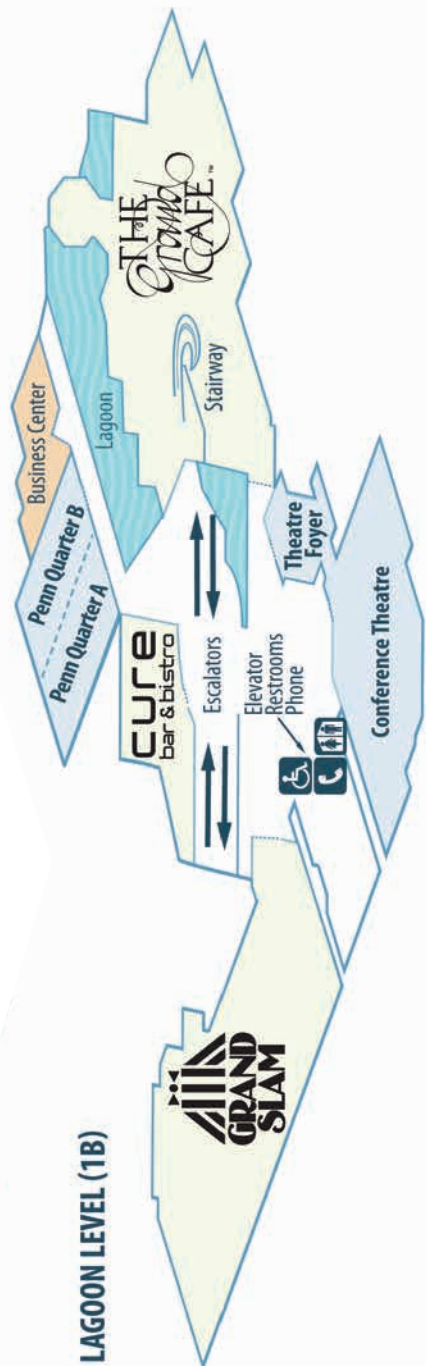 LAGOON LEVEL (1B)
GRAND
SLAM
Penn Quarter A
Penn Quarter B
Business Center
cure
bar & bistro
Lagoon
Escalators
Elevator
Restrooms
Phone
Stairway
THE
Grand
CAFE™
Theatre
Foyer
Conference Theatre